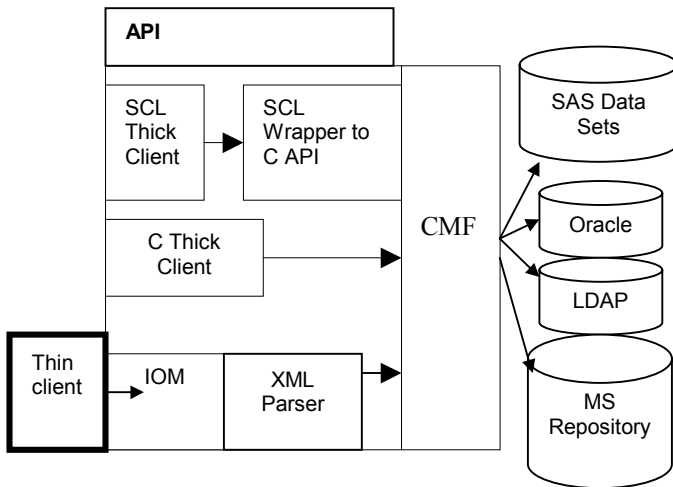 API
SCL
Thick
Client
SCL
Wrapper to
C API
C Thick
Client
Thin
client
IOM
XML
Parser
CMF
SAS Data
Sets
Oracle
LDAP
MS
Repository